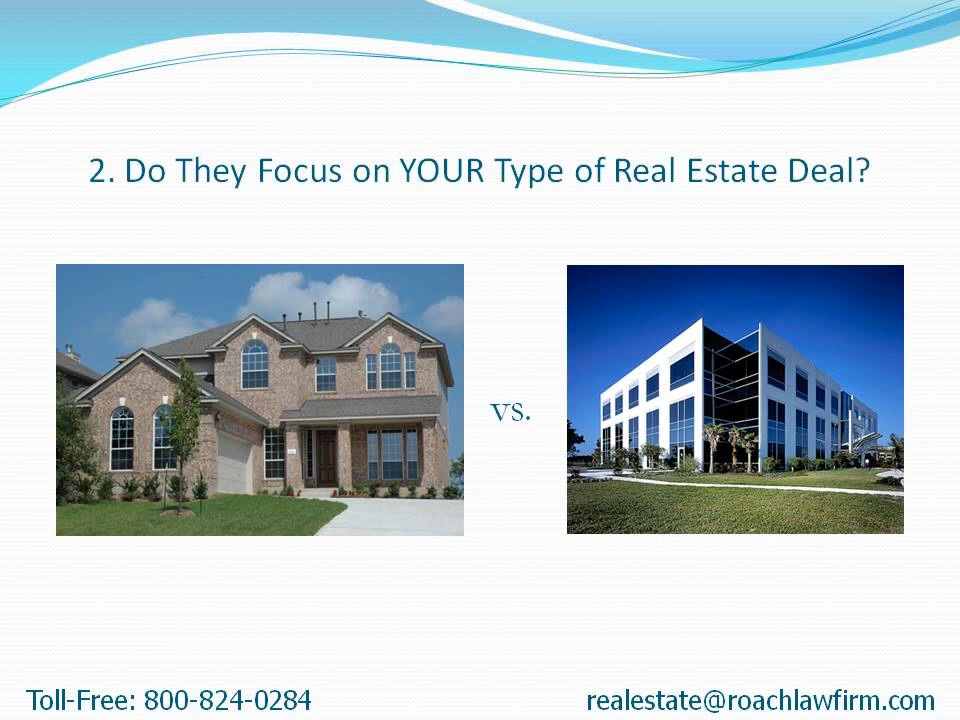 2. Do They Focus on YOUR Type of Real Estate Deal?
vs.
Toll-Free: 800-824-0284
realestate@roachlawfirm.com